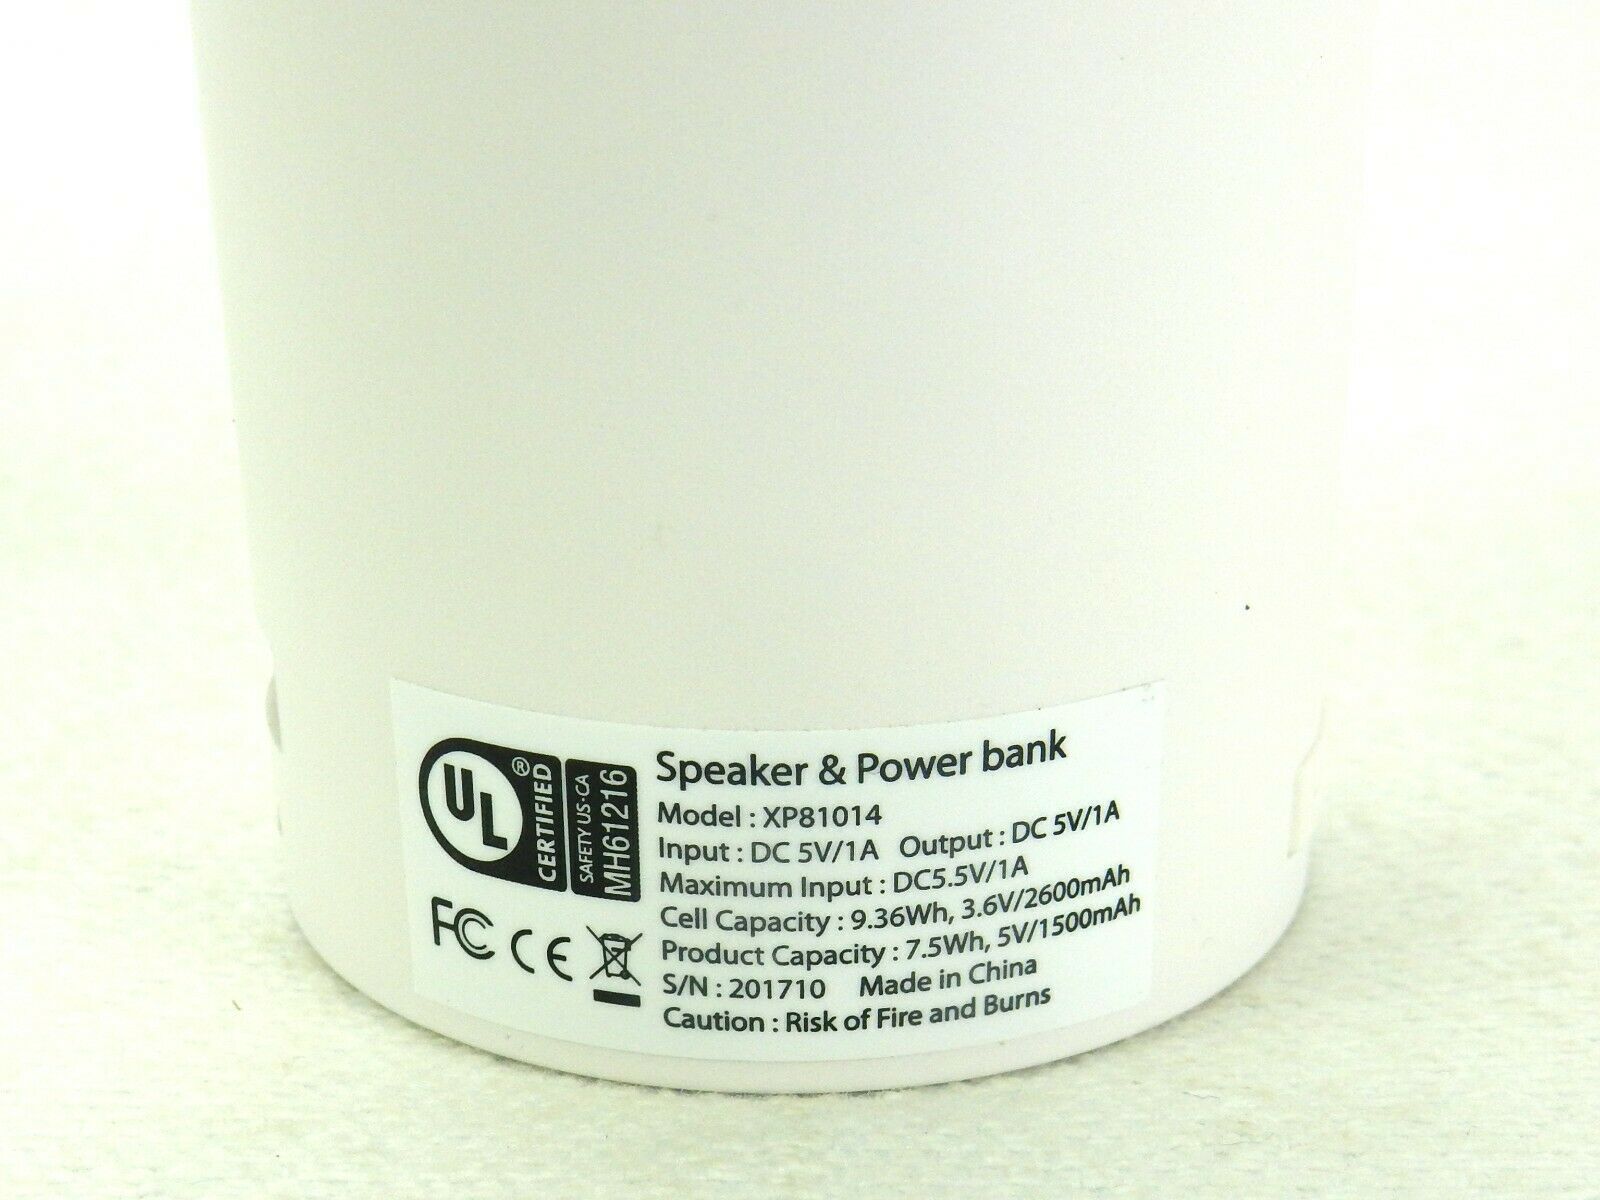 UL® CERTIFIED
SAFETY US-CA
MH61216
FC CE
Speaker & Power bank
Model : XP81014
Input : DC 5V/1A Output : DC 5V/1A
Maximum Input : DC5.5V/1A
Cell Capacity : 9.36Wh, 3.6V/2600mAh
Product Capacity : 7.5Wh, 5V/1500mAh
S/N : 201710 Made in China
Caution : Risk of Fire and Burns